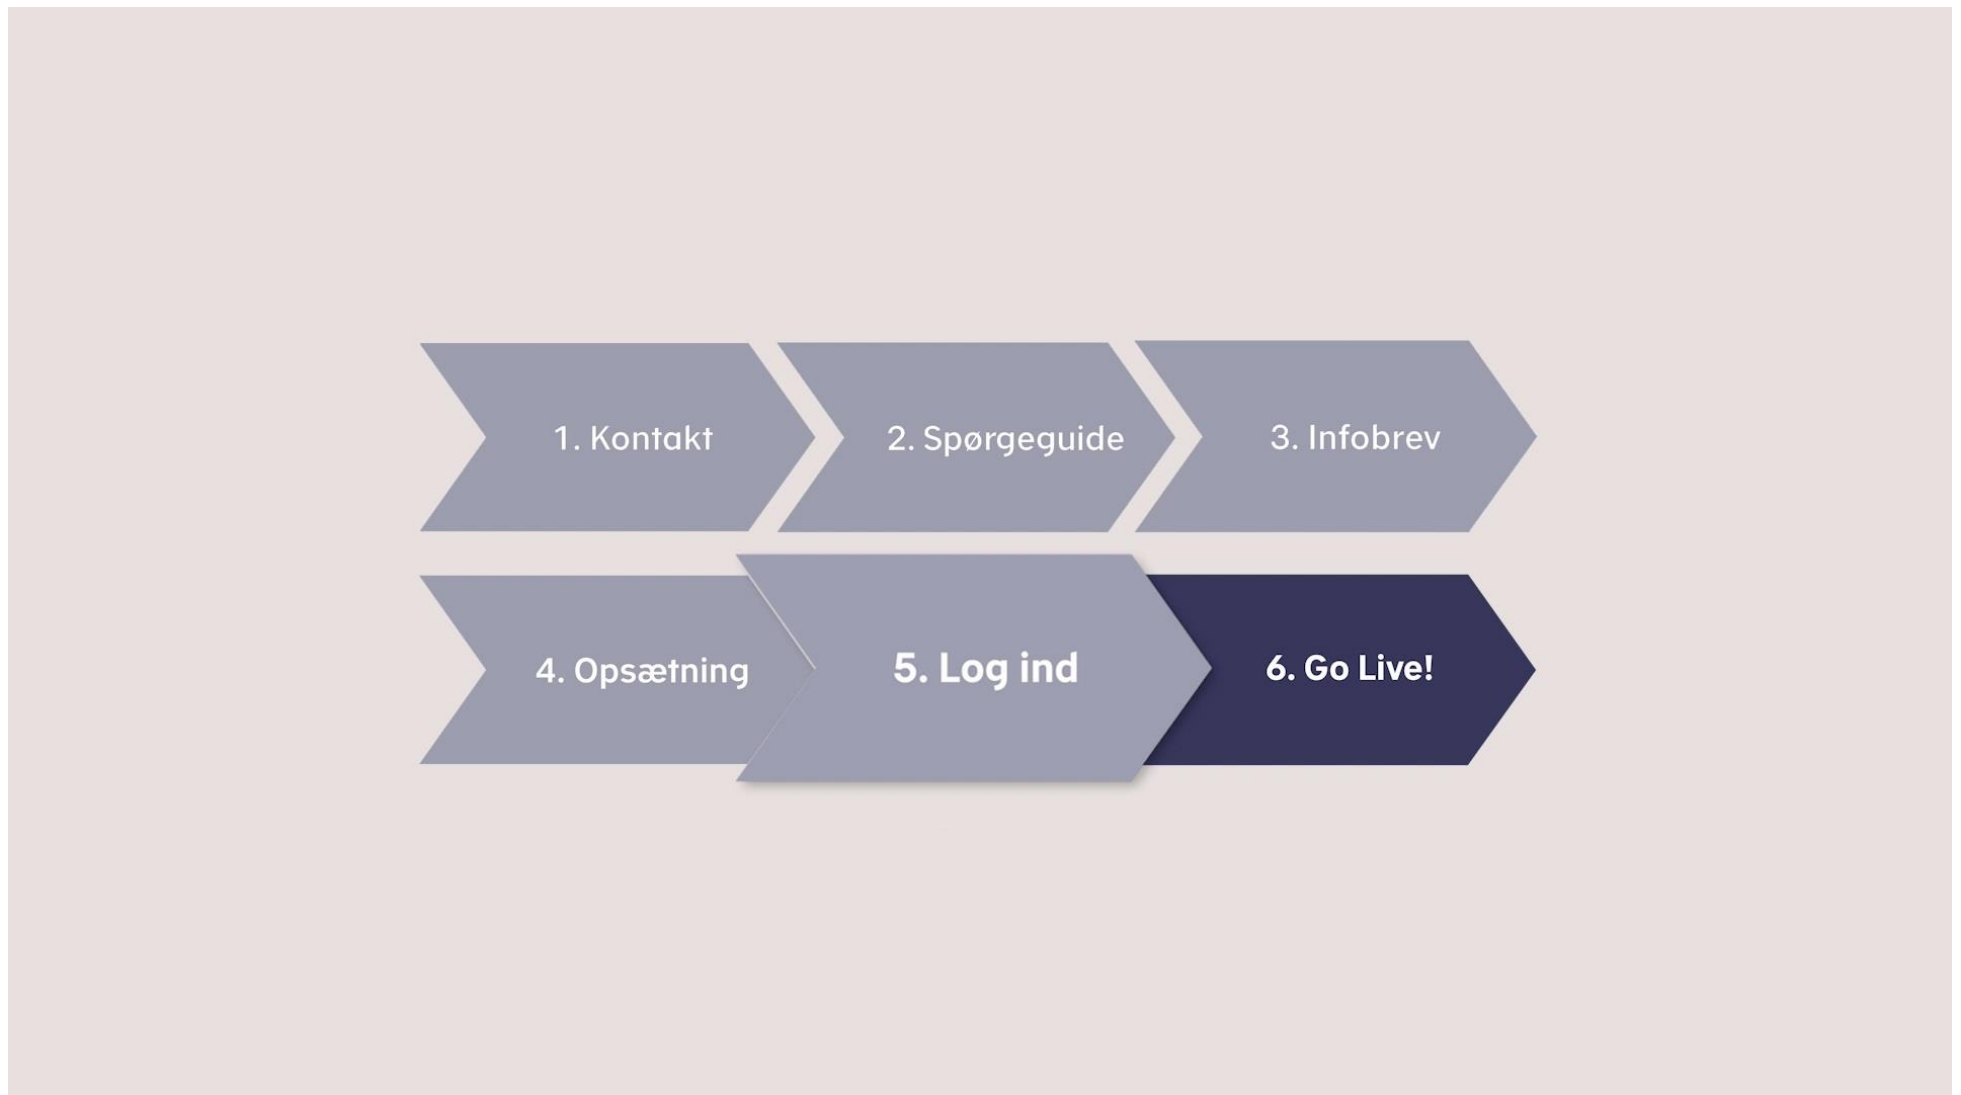 1. Kontakt
2. Spørgeguide
3. Infobrev
4. Opsætning
5. Log ind
6. Go Live!